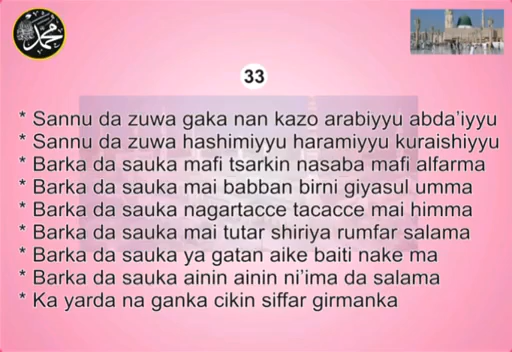 محمد
33
* Sannu da zuwa gaka nan kazo arabiyyu abda'iyyu
* Sannu da zuwa hashimiyyu haramiyyu kuraishiyyu
* Barka da sauka mafi tsarkin nasaba mafi alfarma
* Barka da sauka mai babban birni giyasul umma
* Barka da sauka nagartacce tacacce mai himma
* Barka da sauka mai tutar shiriya rumfar salama
* Barka da sauka ya gatan aike baiti nake ma
* Barka da sauka ainin ainin ni'ima da salama
* Ka yarda na ganka cikin siffar girmanka